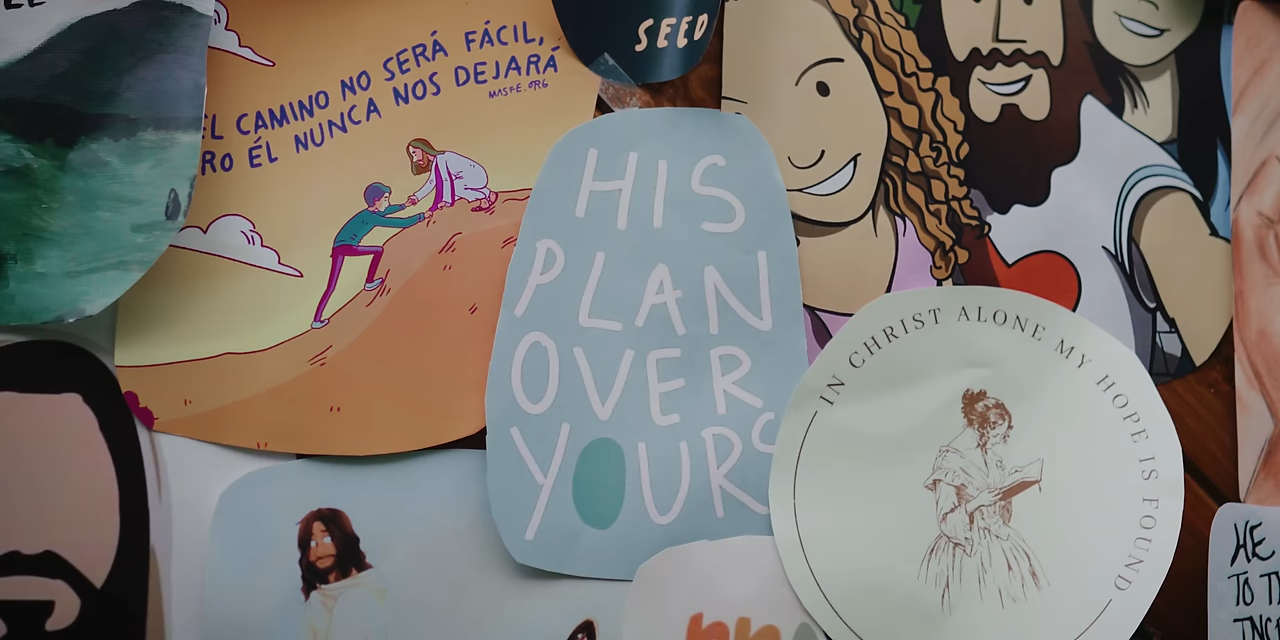 SEED
EL CAMINO NO SERÁ FÁCIL,
RO ÉL NUNCA NOS DEJARÁ
MASFE.ORG
HIS
PLAN
OVER
YOURS
IN CHRIST ALONE MY HOPE IS FOUND
HE
TO